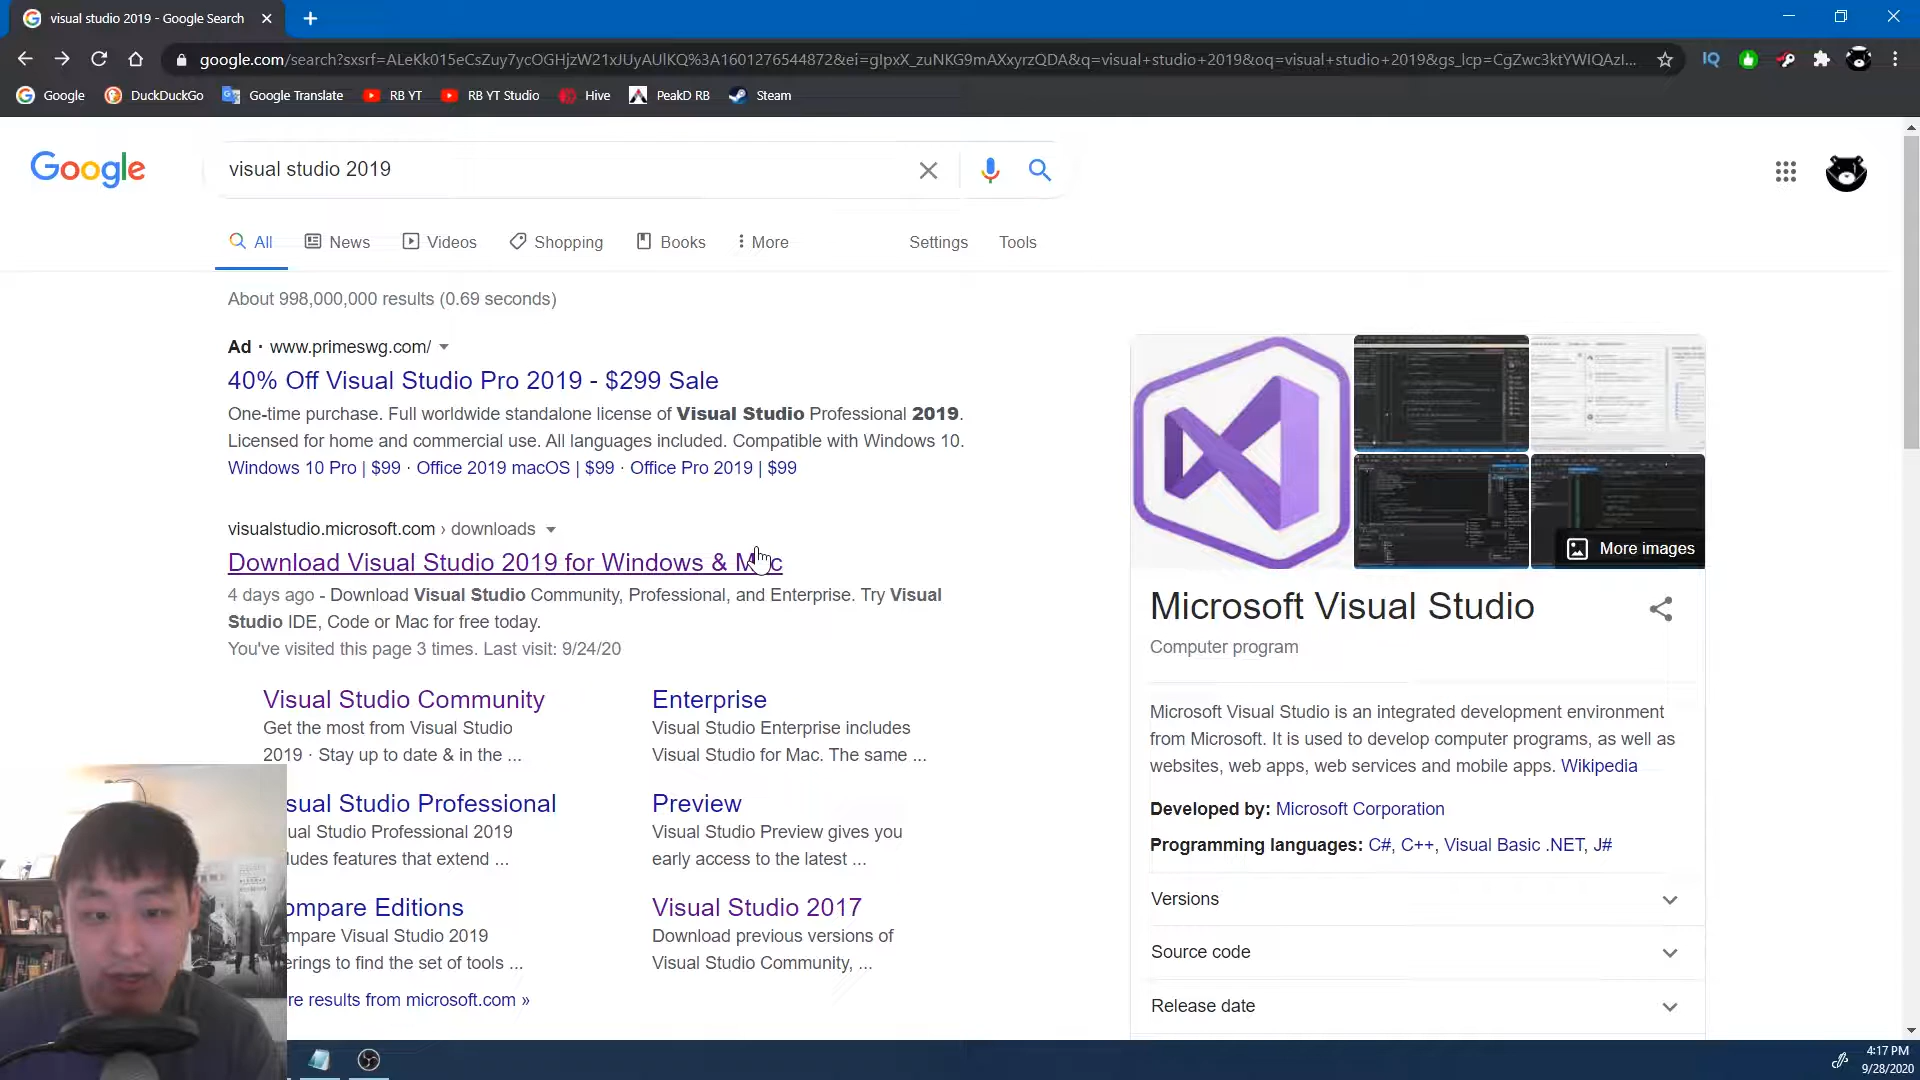 visual studio 2019 - Google Search
google.com/search?sxsrf=ALeKk015eCsZuy7ycOGHjzW21xJUyAUlKQ%3A1601276544872&ei=gIpxX_zuNKG9mAXxyrzQDA&q=visual+studio+2019&oq=visual+studio+2019&gs_lcp=CgZwc3ktYWIQAzI...
Google
DuckDuckGo
Google Translate
RB YT
RB YT Studio
Hive
PeakD RB
Steam
Google
visual studio 2019
All
News
Videos
Shopping
Books
More
Settings
Tools
About 998,000,000 results (0.69 seconds)
Ad · www.primeswg.com/
40% Off Visual Studio Pro 2019 - $299 Sale
One-time purchase. Full worldwide standalone license of Visual Studio Professional 2019.
Licensed for home and commercial use. All languages included. Compatible with Windows 10.
Windows 10 Pro | $99 · Office 2019 macOS | $99 · Office Pro 2019 | $99
visualstudio.microsoft.com › downloads
Download Visual Studio 2019 for Windows & Mac
4 days ago - Download Visual Studio Community, Professional, and Enterprise. Try Visual
Studio IDE, Code or Mac for free today.
You've visited this page 3 times. Last visit: 9/24/20
Visual Studio Community
Get the most from Visual Studio
2019 · Stay up to date & in the ...
Enterprise
Visual Studio Enterprise includes
Visual Studio for Mac. The same ...
sual Studio Professional
ual Studio Professional 2019
ludes features that extend ...
Preview
Visual Studio Preview gives you
early access to the latest ...
ompare Editions
mpare Visual Studio 2019
erings to find the set of tools ...
Visual Studio 2017
Download previous versions of
Visual Studio Community, ...
re results from microsoft.com »
More images
Microsoft Visual Studio
Computer program
Microsoft Visual Studio is an integrated development environment
from Microsoft. It is used to develop computer programs, as well as
websites, web apps, web services and mobile apps. Wikipedia
Developed by: Microsoft Corporation
Programming languages: C#, C++, Visual Basic .NET, J#
Versions
Source code
Release date
4:17 PM
9/28/2020